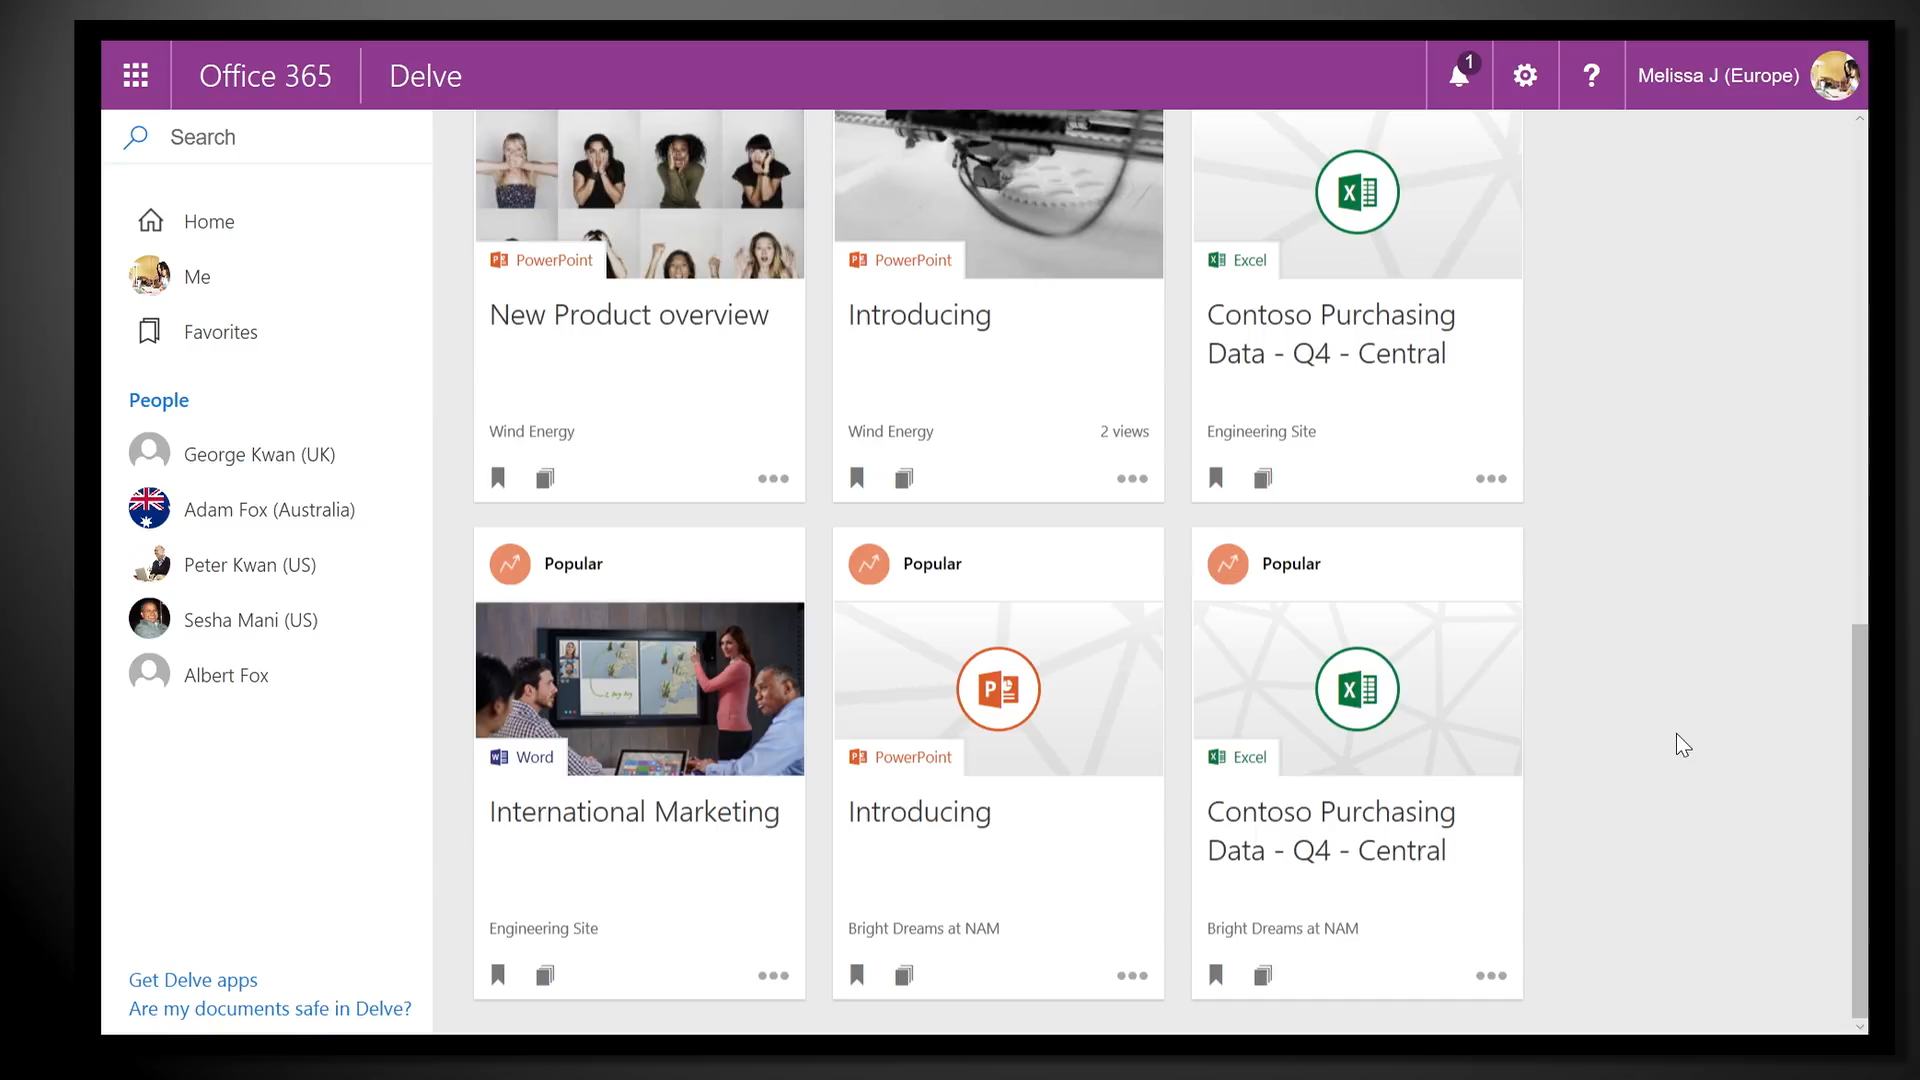 Office 365
Delve
1
?
Melissa J (Europe)
Search
Home
Me
Favorites
People
George Kwan (UK)
Adam Fox (Australia)
Peter Kwan (US)
Sesha Mani (US)
Albert Fox
Get Delve apps
Are my documents safe in Delve?
PowerPoint
New Product overview
Wind Energy
PowerPoint
Introducing
Wind Energy
2 views
Excel
Contoso Purchasing
Data - Q4 - Central
Engineering Site
Popular
Word
International Marketing
Engineering Site
Popular
PowerPoint
Introducing
Bright Dreams at NAM
Popular
Excel
Contoso Purchasing
Data - Q4 - Central
Bright Dreams at NAM